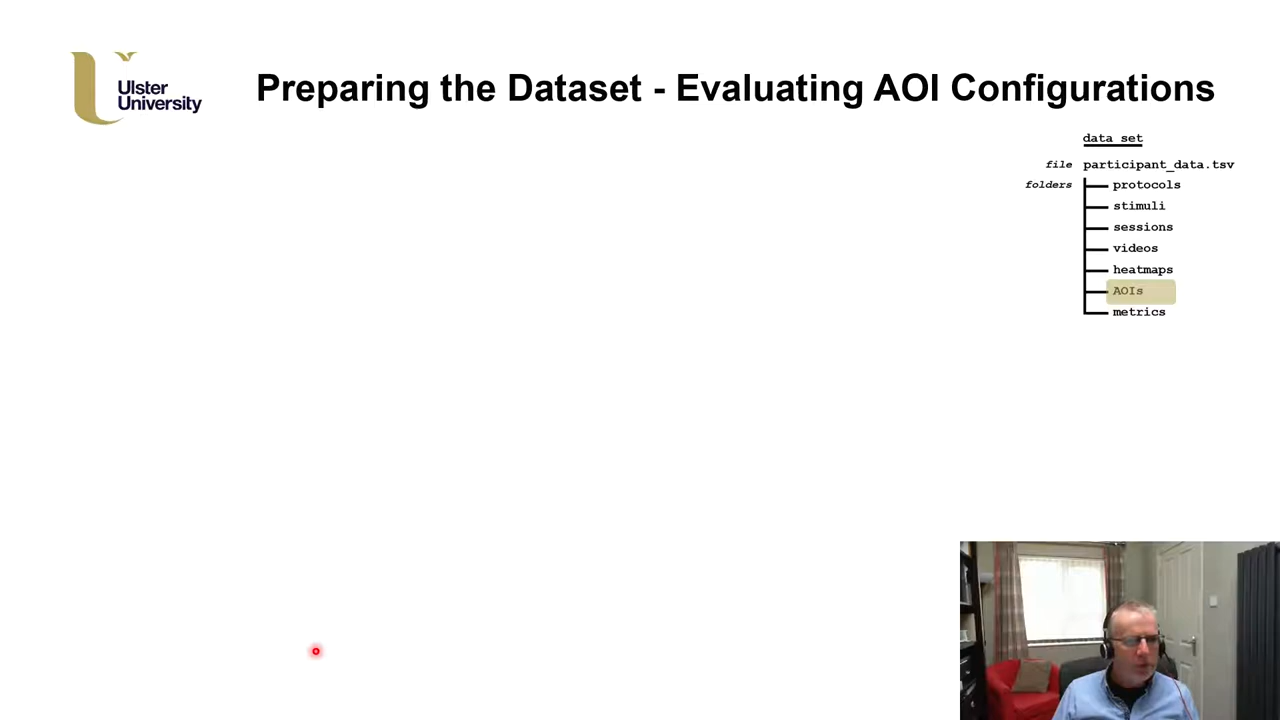 Ulster
University
Preparing the Dataset - Evaluating AOI Configurations
data set
file participant_data.tsv
folders protocols
stimuli
sessions
videos
heatmaps
AOIs
metrics